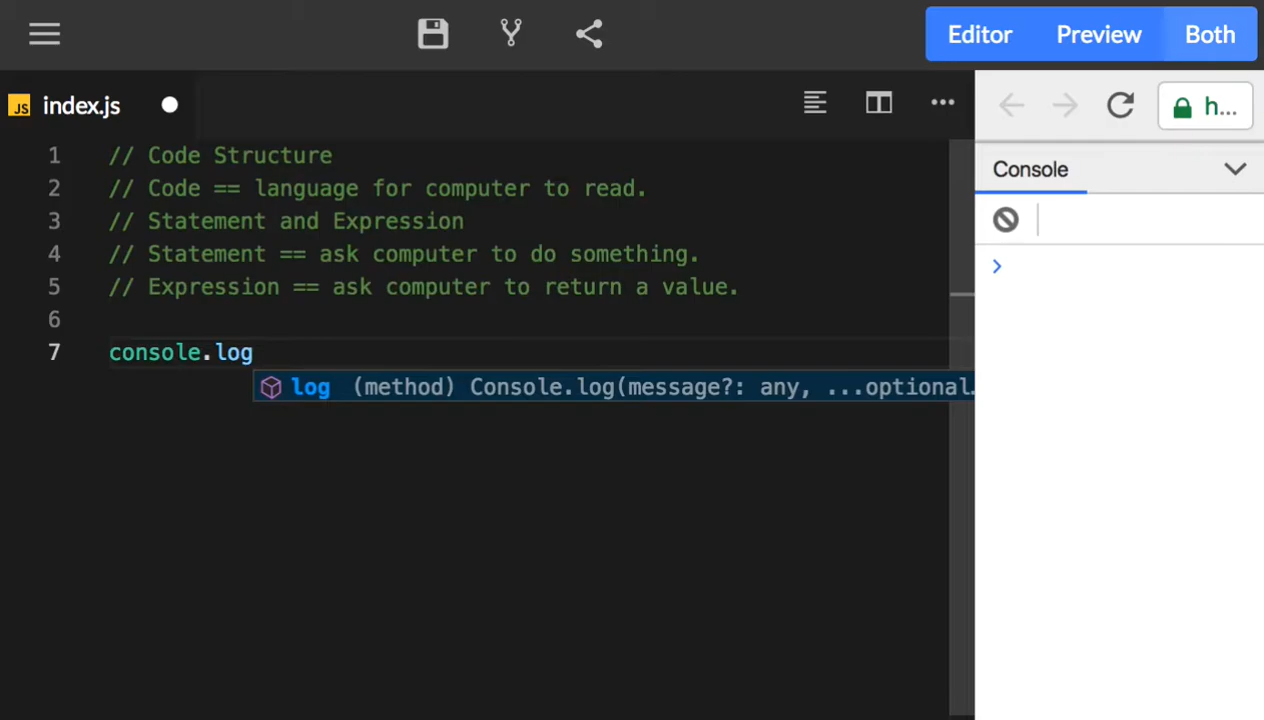 Editor Preview Both
JS index.js
h...
1 // Code Structure
2 // Code == language for computer to read.
3 // Statement and Expression
4 // Statement == ask computer to do something.
5 // Expression == ask computer to return a value.
6
7 console.log
log (method) Console.log(message?: any, ...optional…
Console